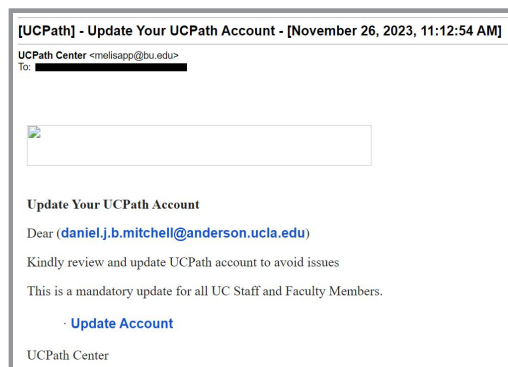 [UCPath] - Update Your UCPath Account - [November 26, 2023, 11:12:54 AM]
UCPath Center <melisapp@bu.edu>
To:
Update Your UCPath Account
Dear (daniel.j.b.mitchell@anderson.ucla.edu)
Kindly review and update UCPath account to avoid issues
This is a mandatory update for all UC Staff and Faculty Members.
· Update Account
UCPath Center